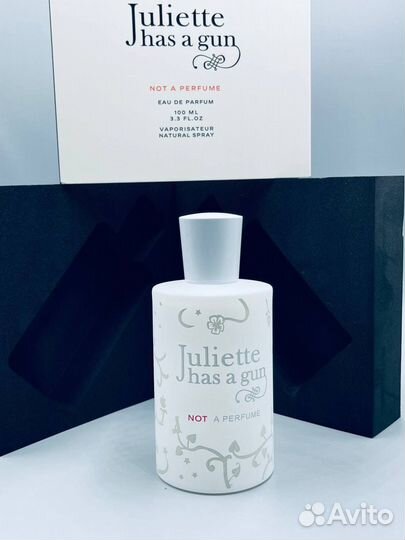 Juliette
has a gun
NOT A PERFUME
EAU DE PARFUM
100 ML
3.3 FL.OZ
VAPORISATEUR
NATURAL SPRAY
Juliette
has a gun
NOT A PERFUME
Avito